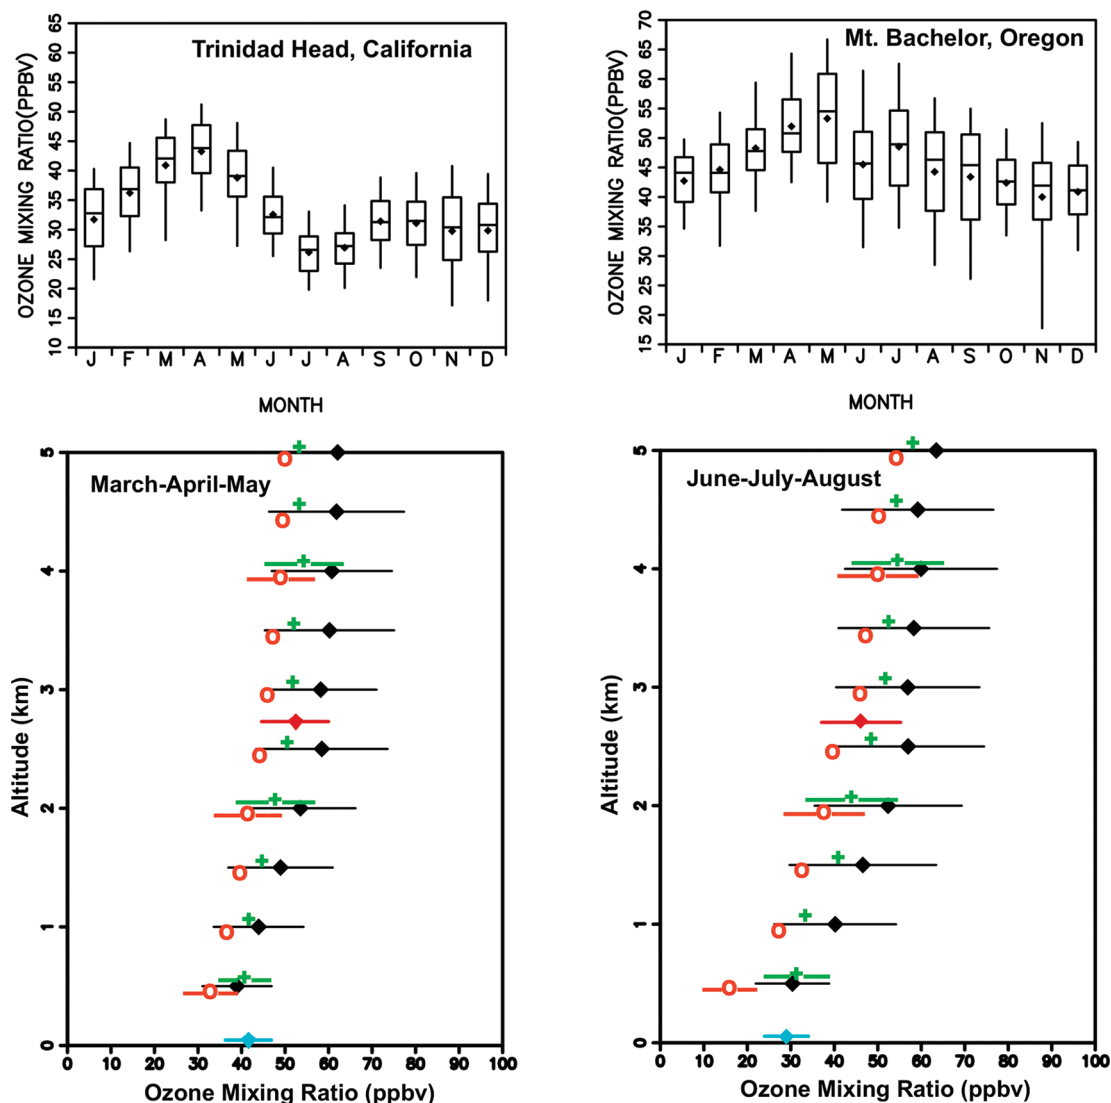 Trinidad Head, California
OZONE MIXING RATIO(PPBV)
65
60
55
50
45
40
35
30
25
20
15
10
J F M A M J J A S O N D
MONTH
Mt. Bachelor, Oregon
OZONE MIXING RATIO(PPBV)
70
65
60
55
50
45
40
35
30
25
20
15
J F M A M J J A S O N D
MONTH
March-April-May
Altitude (km)
5
4
3
2
1
0
0 10 20 30 40 50 60 70 80 90 100
Ozone Mixing Ratio (ppbv)
June-July-August
Altitude (km)
5
4
3
2
1
0
0 10 20 30 40 50 60 70 80 90 100
Ozone Mixing Ratio (ppbv)